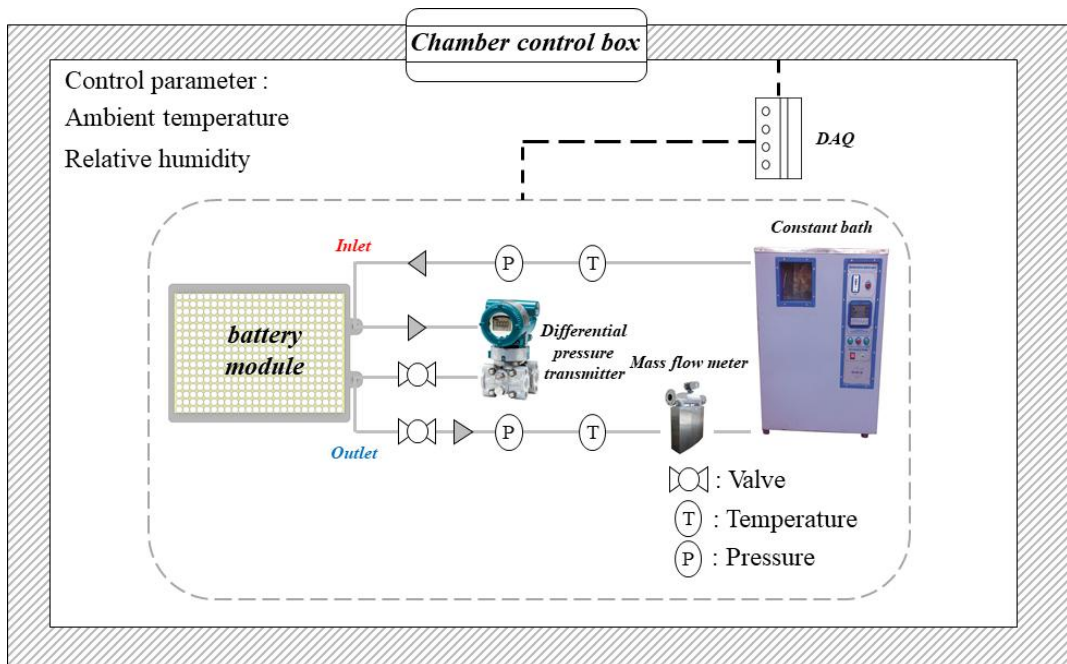 Chamber control box
Control parameter :
Ambient temperature
Relative humidity
DAQ
Constant bath
Inlet
P
T
battery
module
Differential
pressure
transmitter
Mass flow meter
P
T
Outlet
: Valve
T : Temperature
P : Pressure